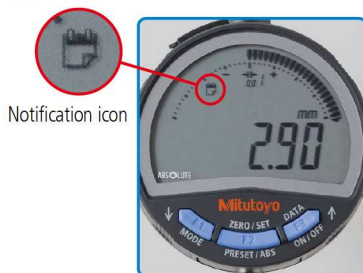 Notification icon
- +
0.01
mm
2.90
ABSOLUTE
Mitutoyo
F1
MODE
ZERO/SET
F2
PRESET/ABS
DATA
F3
ON/OFF